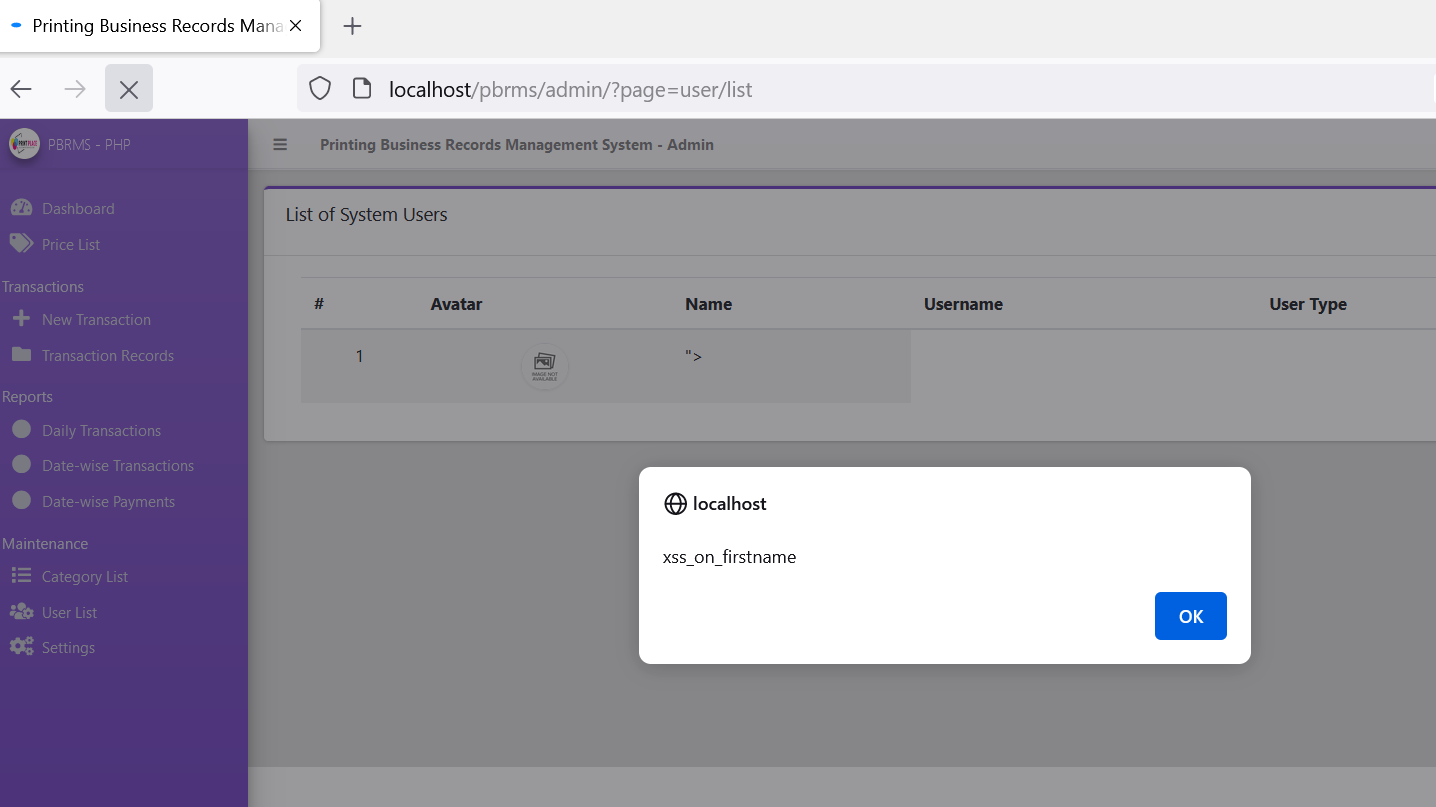 Printing Business Records Mana
localhost/pbrms/admin/?page=user/list
PBRMS - PHP
Printing Business Records Management System - Admin
Dashboard
Price List
Transactions
New Transaction
Transaction Records
Reports
Daily Transactions
Date-wise Transactions
Date-wise Payments
Maintenance
Category List
User List
Settings
List of System Users
# Avatar Name Username User Type
1 IMAGE NOT AVAILABLE ">
localhost
xss_on_firstname
OK